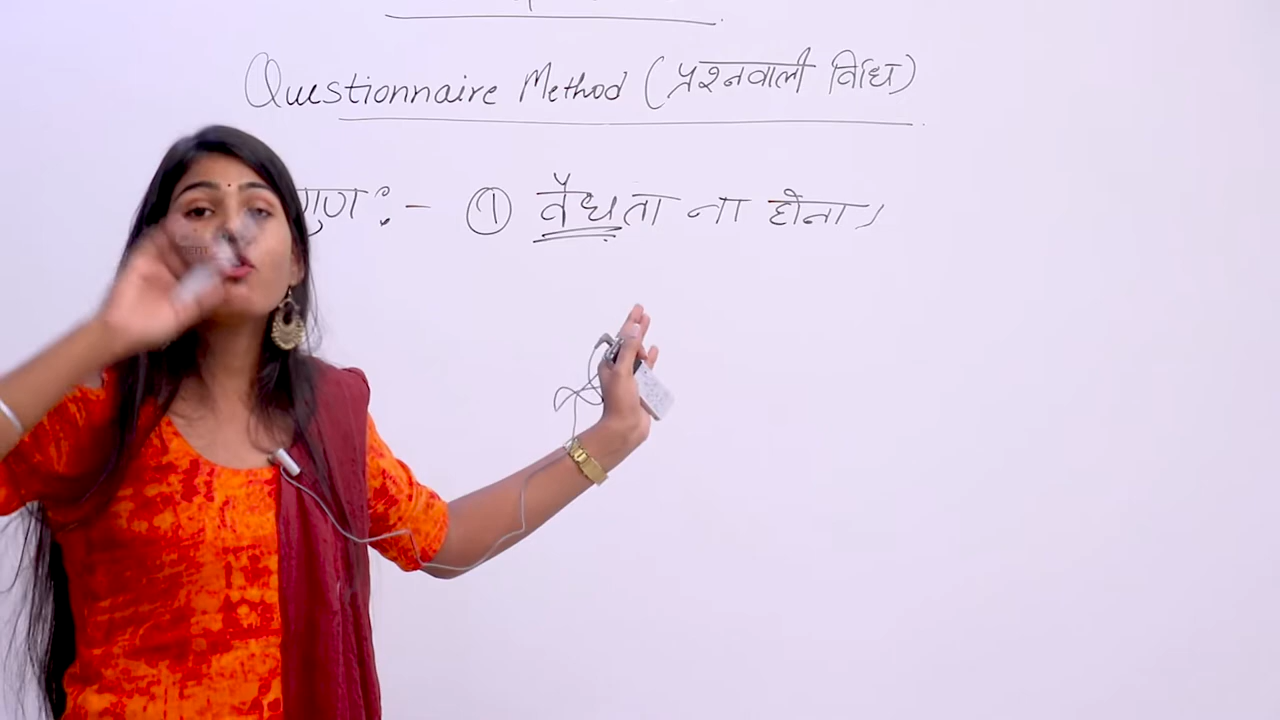 Questionnaire Method (प्रश्नवाली विधि)
गुण :- ① वैधता ना होना।